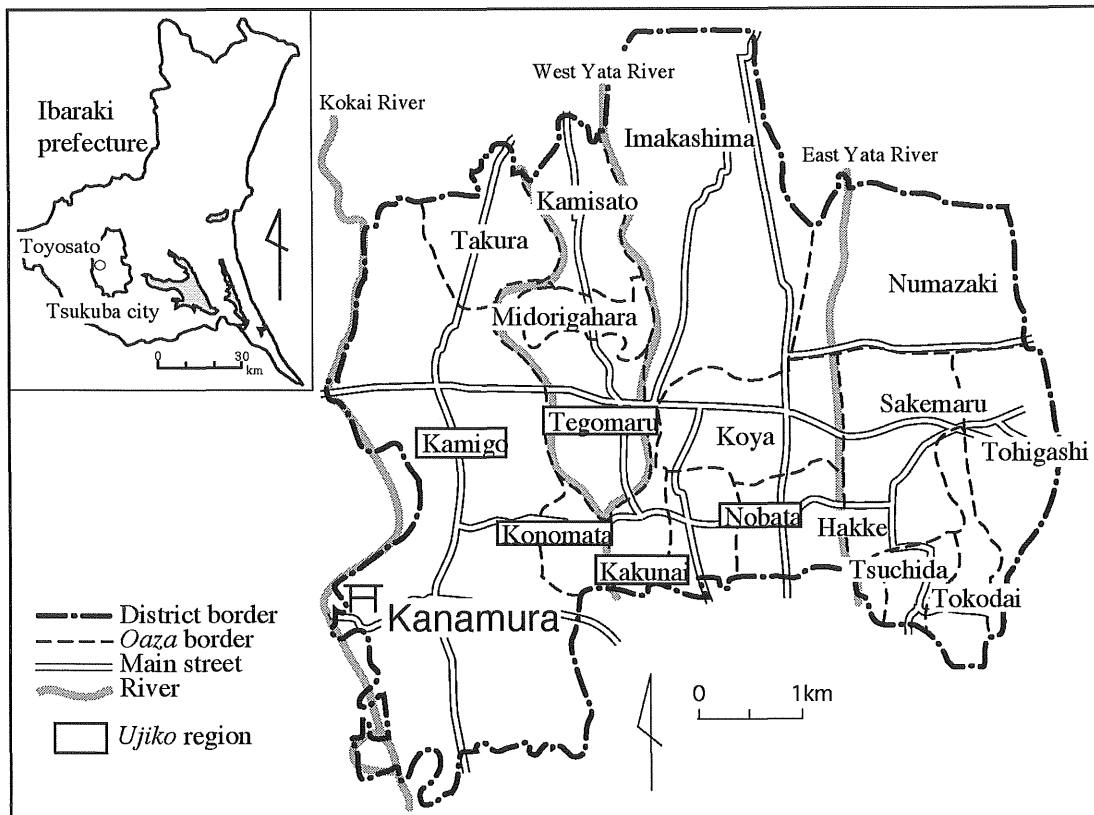 Ibaraki
prefecture
Toyosato
Tsukuba city
0 30
km
Kokai River
West Yata River
East Yata River
Imakashima
Kamisato
Takura
Numazaki
Midorigahara
Sakemaru
Tegomaru
Koya
Kamigo
Tohigashi
Nobata
Hakke
Konomata
Kakunai
Tsuchida
Tokodai
Kanamura
District border
Oaza border
Main street
River
Ujiko region
0 1km